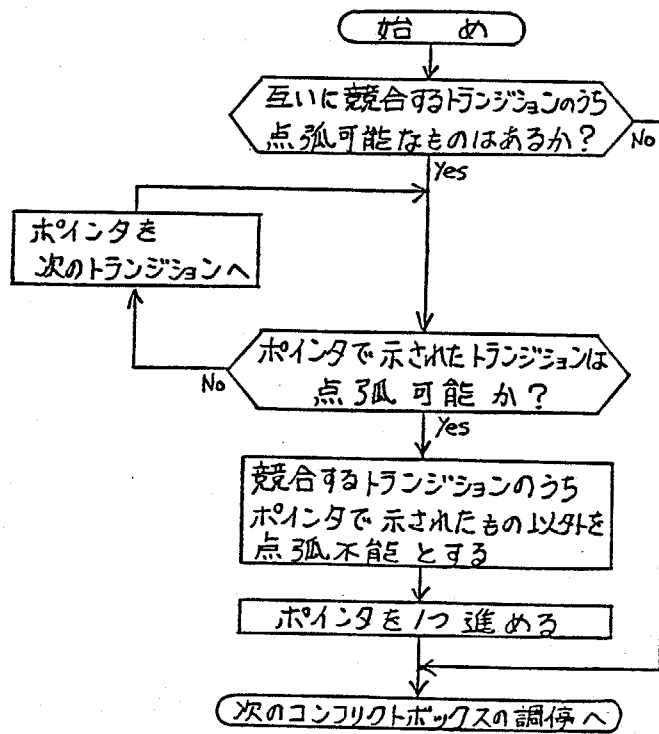 始 め
互いに競合するトランジションのうち
点弧可能なものはあるか？
No
Yes
ポインタを
次のトランジションへ
ポインタで示されたトランジションは
点弧可能か？
No
Yes
競合するトランジションのうち
ポインタで示されたもの以外を
点弧不能とする
ポインタを1つ進める
次のコンフリクトボックスの調停へ